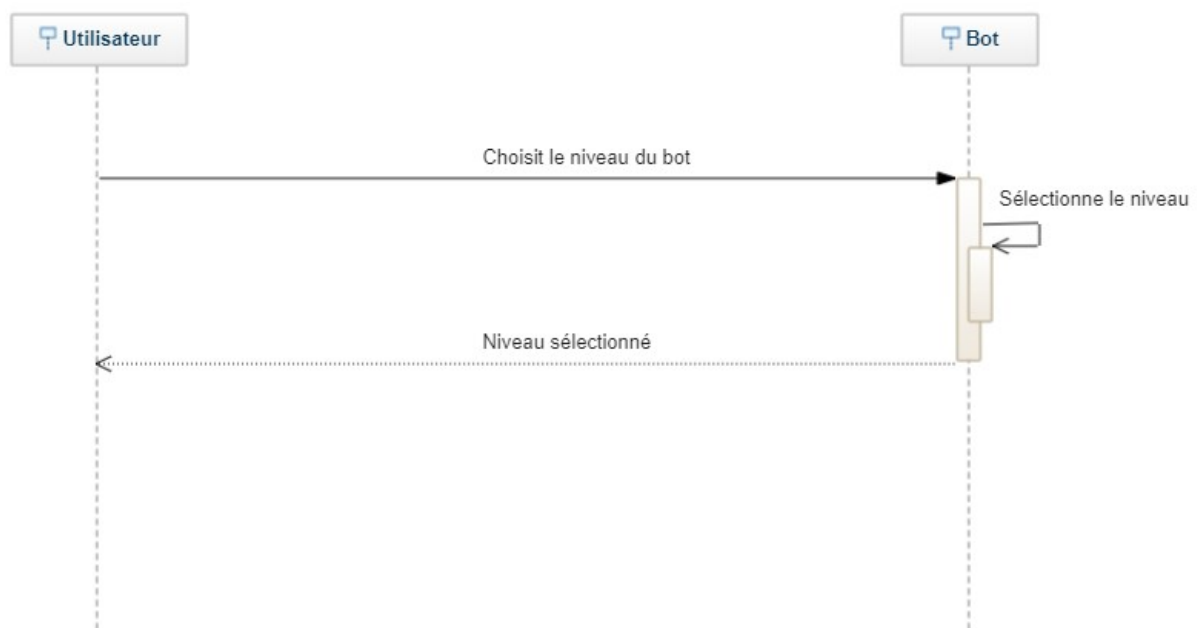 Utilisateur
Bot
Choisit le niveau du bot
Sélectionne le niveau
Niveau sélectionné